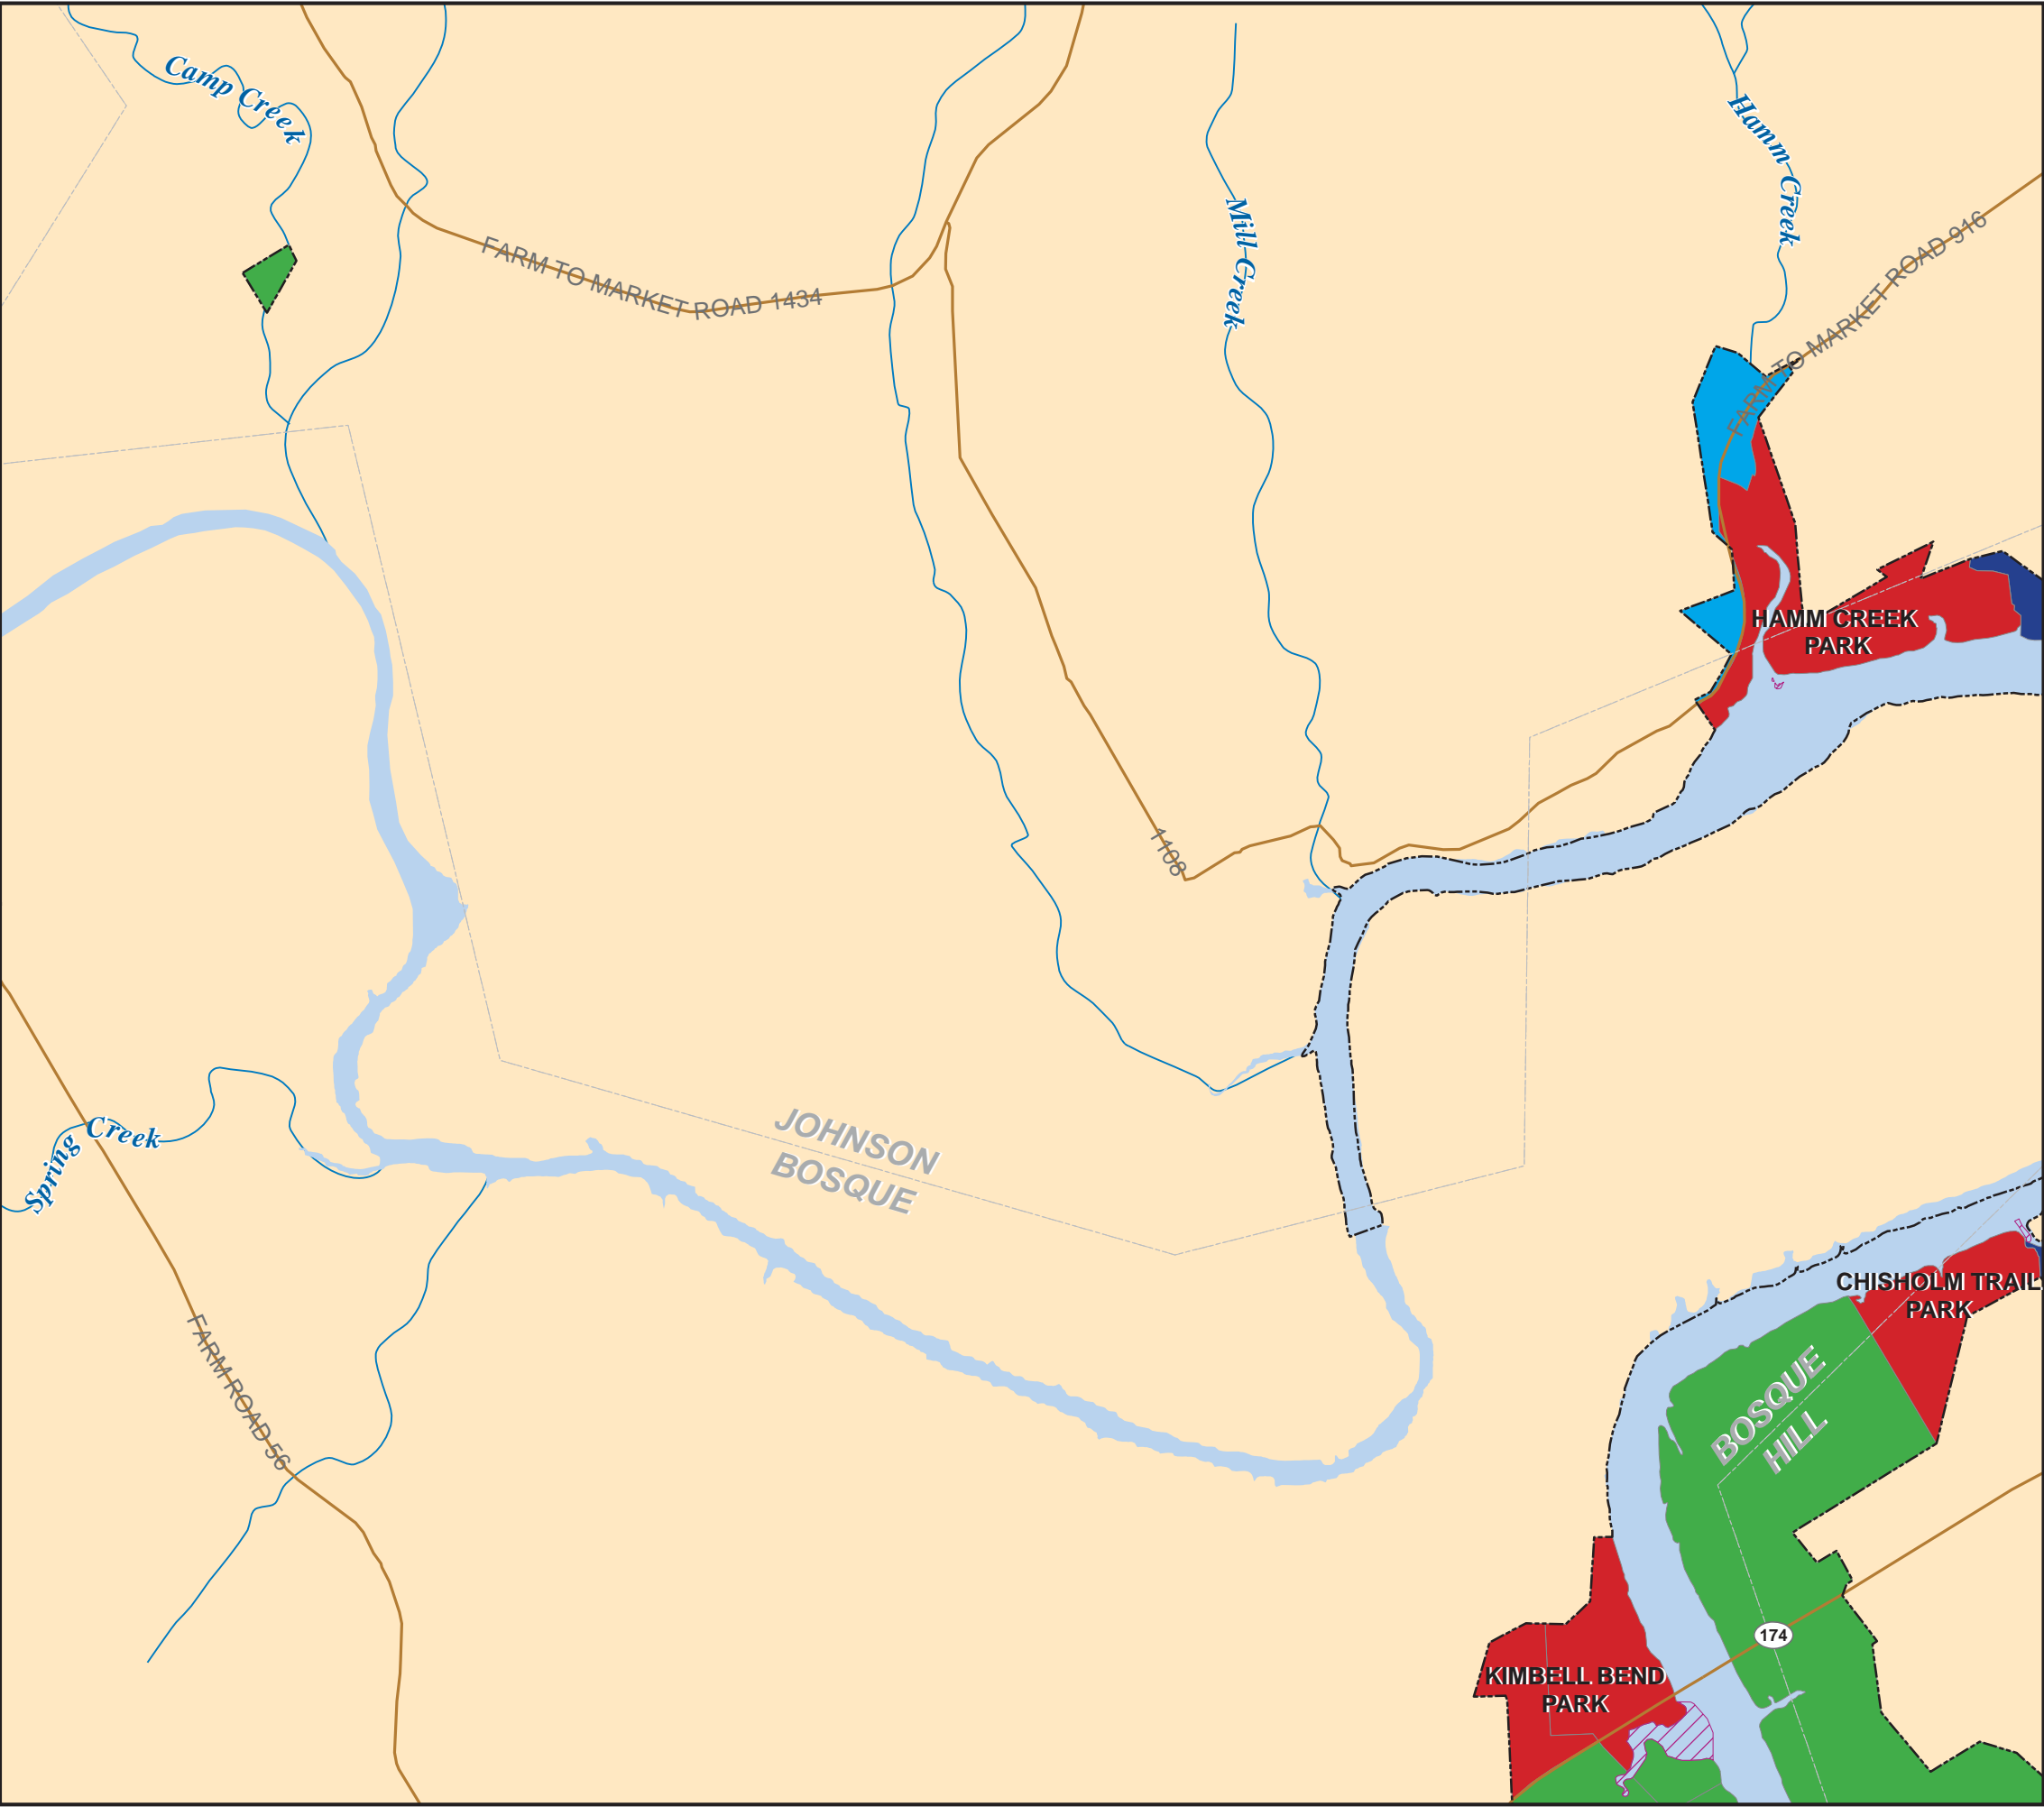 Camp Creek
Hamm Creek
Mill Creek
FARM TO MARKET ROAD 916
FARM TO MARKET ROAD 1434
HAMM CREEK
PARK
1408
Spring Creek
JOHNSON
BOSQUE
CHISHOLM TRAIL
PARK
FARM ROAD 56
BOSQUE
HILL
174
KIMBELL BEND
PARK